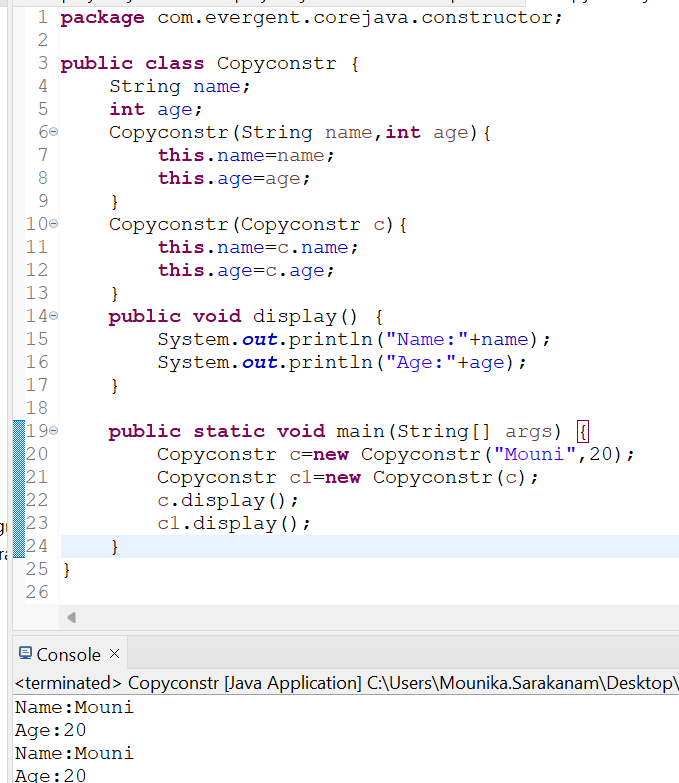 1 package com.evergent.corejava.constructor;
2
3 public class Copyconstr {
4     String name;
5     int age;
6     Copyconstr(String name,int age){
7         this.name=name;
8         this.age=age;
9     }
10     Copyconstr(Copyconstr c){
11         this.name=c.name;
12         this.age=c.age;
13     }
14     public void display() {
15         System.out.println("Name:"+name);
16         System.out.println("Age:"+age);
17     }
18
19     public static void main(String[] args) {
20         Copyconstr c=new Copyconstr("Mouni",20);
21         Copyconstr c1=new Copyconstr(c);
22         c.display();
23         c1.display();
24     }
25 }
26
Console ×
<terminated> Copyconstr [Java Application] C:\Users\Mounika.Sarakanam\Desktop\
Name:Mouni
Age:20
Name:Mouni
Age:20